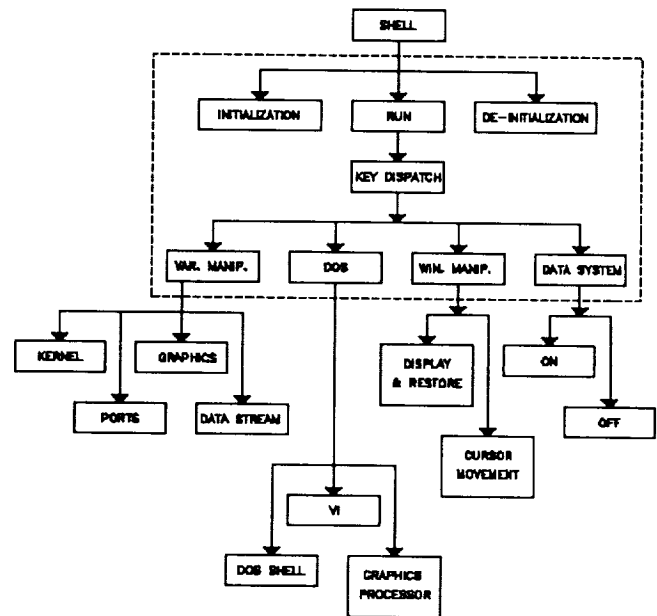 SHELL
INITIALIZATION
RUN
DE-INITIALIZATION
KEY DISPATCH
VAR. MANIP.
DOS
WIN. MANIP.
DATA SYSTEM
KERNEL
GRAPHICS
DISPLAY
& RESTORE
ON
PORTS
DATA STREAM
OFF
CURSOR
MOVEMENT
VI
DOS SHELL
GRAPHICS
PROCESSOR